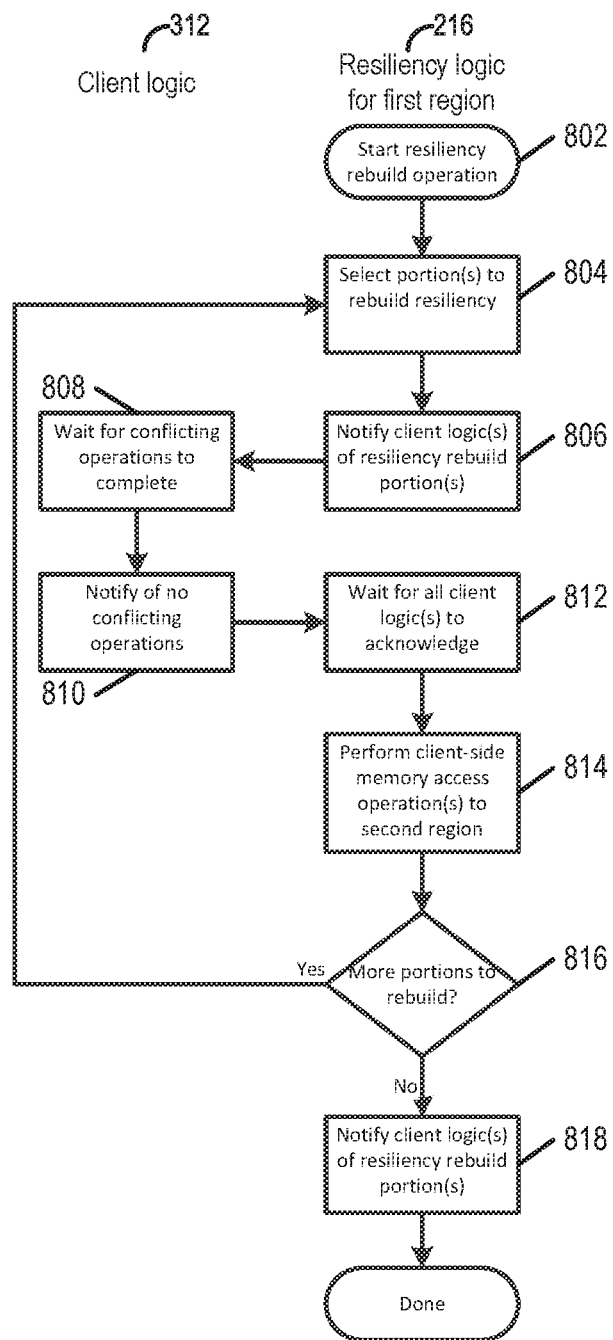 312
216
Client logic
Resiliency logic
for first region
Start resiliency
rebuild operation
802
Select portion(s) to
rebuild resiliency
804
808
Wait for conflicting
operations to
complete
Notify client logic(s)
of resiliency rebuild
portion(s)
806
Notify of no
conflicting
operations
810
Wait for all client
logic(s) to
acknowledge
812
Perform client-side
memory access
operation(s) to
second region
814
Yes
More portions to
rebuild?
816
No
Notify client logic(s)
of resiliency rebuild
portion(s)
818
Done